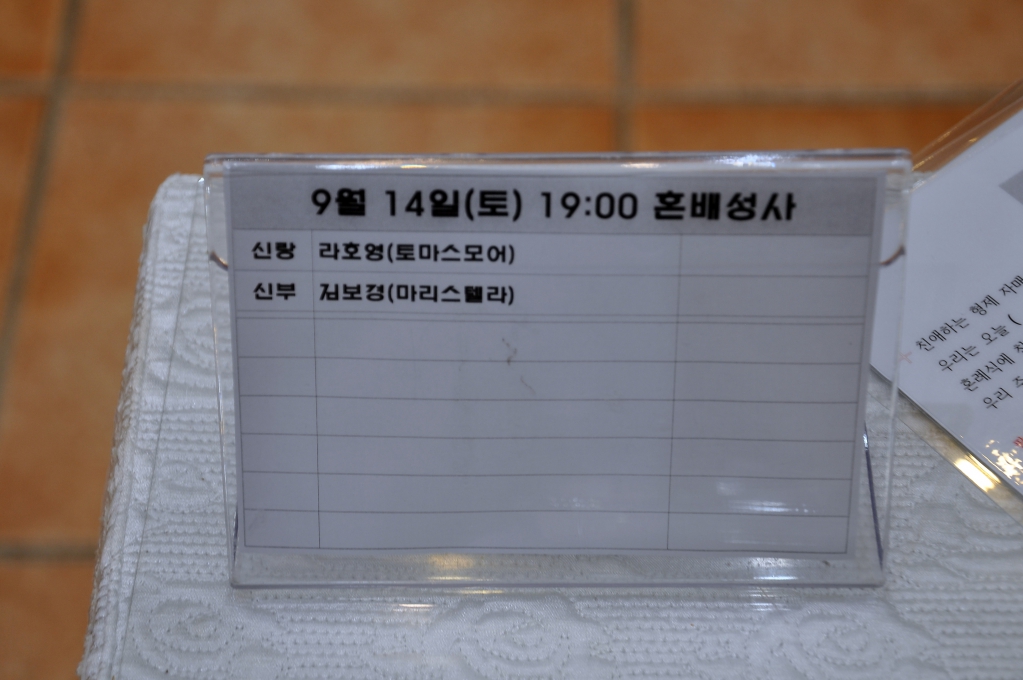 9월 14일(토) 19:00 혼배성사
신랑 라호영(토마스모어)
신부 김보경(마리스텔라)
친애하는 형제 자매
우리는 오늘 (
혼례식에
우리